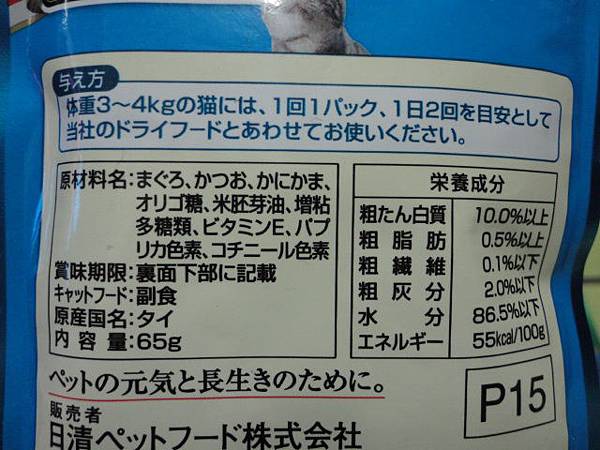 与え方
体重3～4kgの猫には、1回1パック、1日2回を目安として
当社のドライフードとあわせてお使いください。
原材料名：まぐろ、かつお、かにかま、
オリゴ糖、米胚芽油、増粘
多糖類、ビタミンE、パプ
リカ色素、コチニール色素
賞味期限：裏面下部に記載
キャットフード：副食
原産国名：タイ
内容量：65g
栄養成分
粗たん白質 10.0%以上
粗脂肪 0.5%以上
粗繊維 0.1%以下
粗灰分 2.0%以下
水分 86.5%以下
エネルギー 55kcal/100g
ペットの元気と長生きのために。
P15
販売者
日清ペットフード株式会社